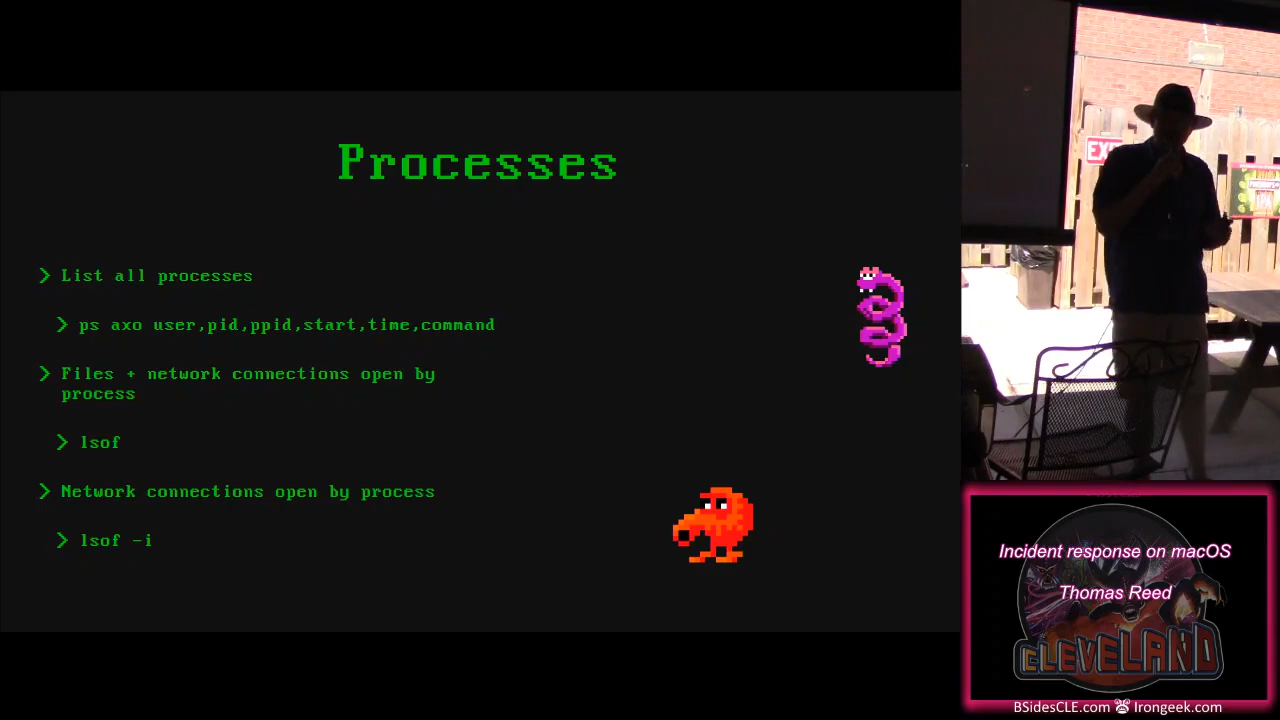 Processes
> List all processes
> ps axo user,pid,ppid,start,time,command
> Files + network connections open by
process
> lsof
> Network connections open by process
> lsof -i
EXI
Incident response on macOS
Thomas Reed
CLEVELAND
BSidesCLE.com Irongeek.com